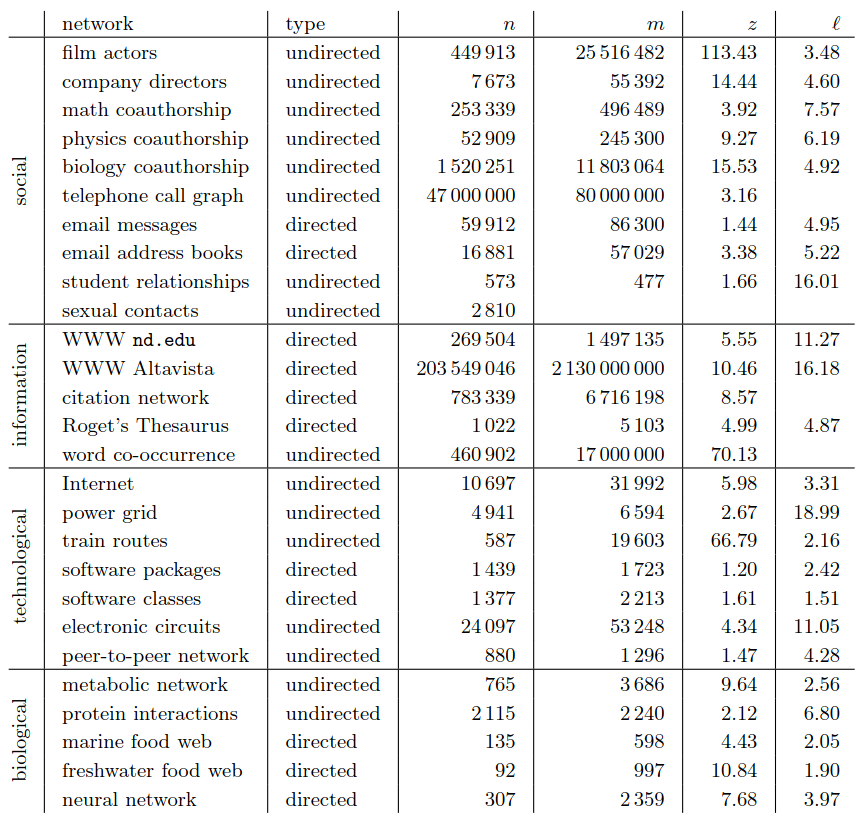 network type n m z ℓ
social
film actors undirected 449 913 25 516 482 113.43 3.48
company directors undirected 7 673 55 392 14.44 4.60
math coauthorship undirected 253 339 496 489 3.92 7.57
physics coauthorship undirected 52 909 245 300 9.27 6.19
biology coauthorship undirected 1 520 251 11 803 064 15.53 4.92
telephone call graph undirected 47 000 000 80 000 000 3.16
email messages directed 59 912 86 300 1.44 4.95
email address books directed 16 881 57 029 3.38 5.22
student relationships undirected 573 477 1.66 16.01
sexual contacts undirected 2 810
information
WWW nd.edu directed 269 504 1 497 135 5.55 11.27
WWW Altavista directed 203 549 046 2 130 000 000 10.46 16.18
citation network directed 783 339 6 716 198 8.57
Roget's Thesaurus directed 1 022 5 103 4.99 4.87
word co-occurrence undirected 460 902 17 000 000 70.13
technological
Internet undirected 10 697 31 992 5.98 3.31
power grid undirected 4 941 6 594 2.67 18.99
train routes undirected 587 19 603 66.79 2.16
software packages directed 1 439 1 723 1.20 2.42
software classes directed 1 377 2 213 1.61 1.51
electronic circuits undirected 24 097 53 248 4.34 11.05
peer-to-peer network undirected 880 1 296 1.47 4.28
biological
metabolic network undirected 765 3 686 9.64 2.56
protein interactions undirected 2 115 2 240 2.12 6.80
marine food web directed 135 598 4.43 2.05
freshwater food web directed 92 997 10.84 1.90
neural network directed 307 2 359 7.68 3.97